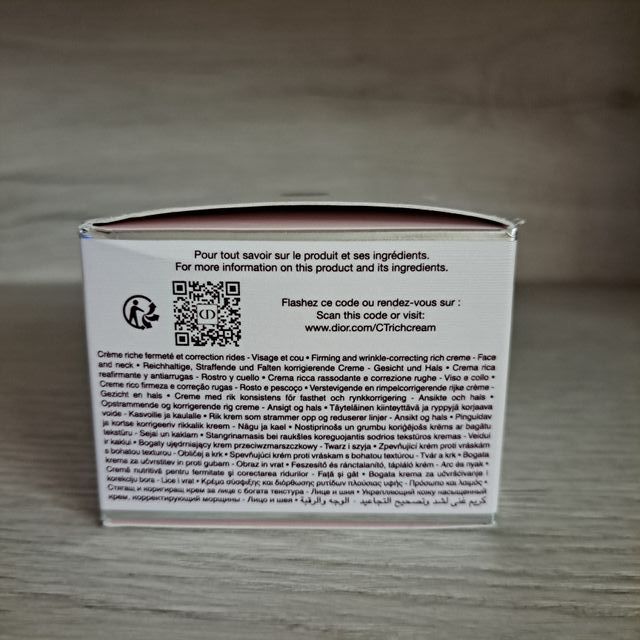 Pour tout savoir sur le produit et ses ingrédients.
For more information on this product and its ingredients.
Flashez ce code ou rendez-vous sur :
Scan this code or visit:
www.dior.com/CTrichcream
CD
Crème riche fermeté et correction rides - Visage et cou • Firming and wrinkle-correcting rich creme - Face
and neck • Reichhaltige, Straffende und Falten korrigierende Creme - Gesicht und Hals • Crema rica
reafirmante y antiarrugas - Rostro y cuello • Crema ricca rassodante e correzione rughe - Viso e collo •
Creme rico firmeza e correção rugas - Rosto e pescoço • Verstevigende en rimpelcorrigerende rijke crème -
Gezicht en hals • Creme med rik konsistens för fasthet och rynkkorrigering - Ansikte och hals •
Opstrammende og korrigerende rig creme - Ansigt og hals • Täyteläinen kiinteyttävä ja ryppyjä korjaava
voide - Kasvoille ja kaulalle • Rik krem som strammer opp og reduserer linjer - Ansikt og hals • Pinguldav
ja kortse korrigeeriv rikkalik kreem - Nägu ja kael • Nostiprinošs un grumbu koriģējošs krēms ar bagātu
tekstūru - Sejai un kaklam • Stangrinamasis bei raukšles koreguojantis sodrios tekstūros kremas - Veidui
ir kaklui • Bogaty ujędrniający krem przeciwzmarszczkowy - Twarz i szyja • Zpevňující krém proti vráskám
s bohatou texturou - Obličej a krk • Spevňujúci krém proti vráskam s bohatou textúrou - Tvár a krk • Bogata
krema za učvrstitev in proti gubam - Obraz in vrat • Feszesítő és ránctalanító, tápláló krém - Arc és nyak •
Cremă nutritivă pentru fermitate și corectarea ridurilor - Față și gât • Bogata krema za učvršćivanje i
korekciju bora - Lice i vrat • Κρέμα σύσφιξης και διόρθωσης ρυτίδων πλούσιας υφής - Πρόσωπο και λαιμός •
Стягащ и коригиращ крем за лице с богата текстура - Лице и шия • Укрепляющий кожу насыщенный
крем, корректирующий морщины - Лицо и шея • كريم غني لشد وتصحيح التجاعيد - الوجه والرقبة